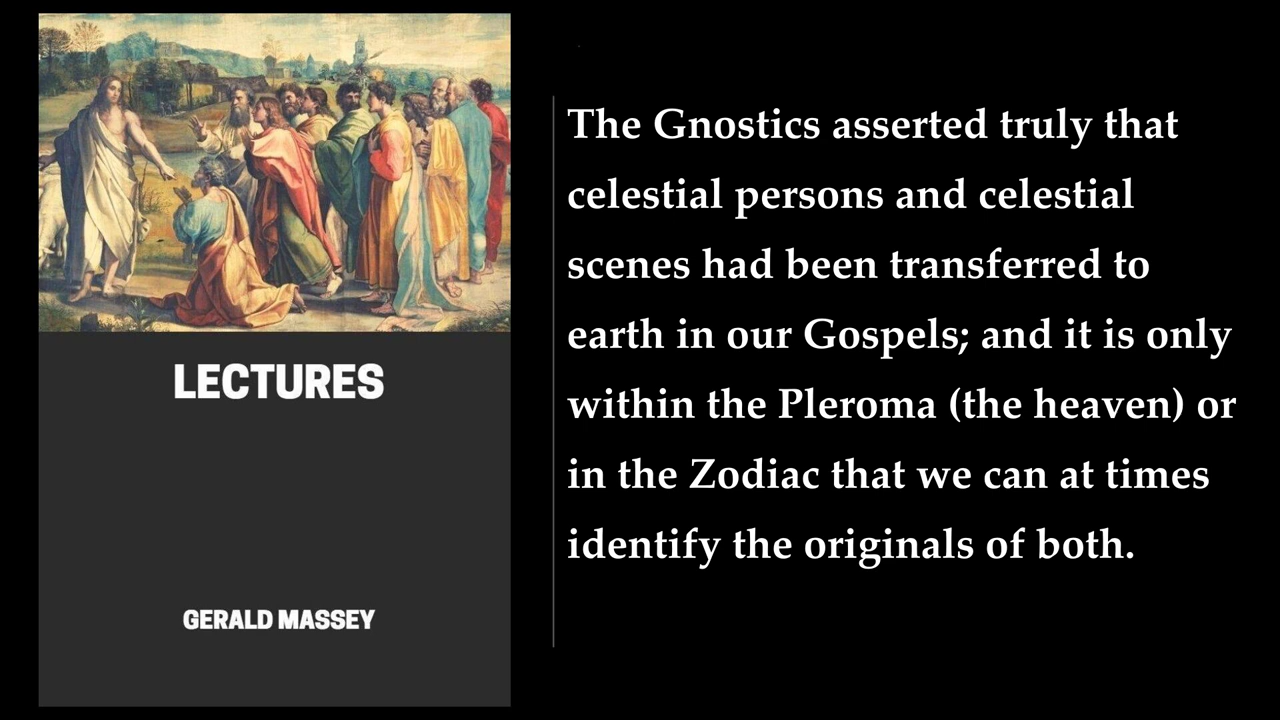 LECTURES
GERALD MASSEY
The Gnostics asserted truly that
celestial persons and celestial
scenes had been transferred to
earth in our Gospels; and it is only
within the Pleroma (the heaven) or
in the Zodiac that we can at times
identify the originals of both.